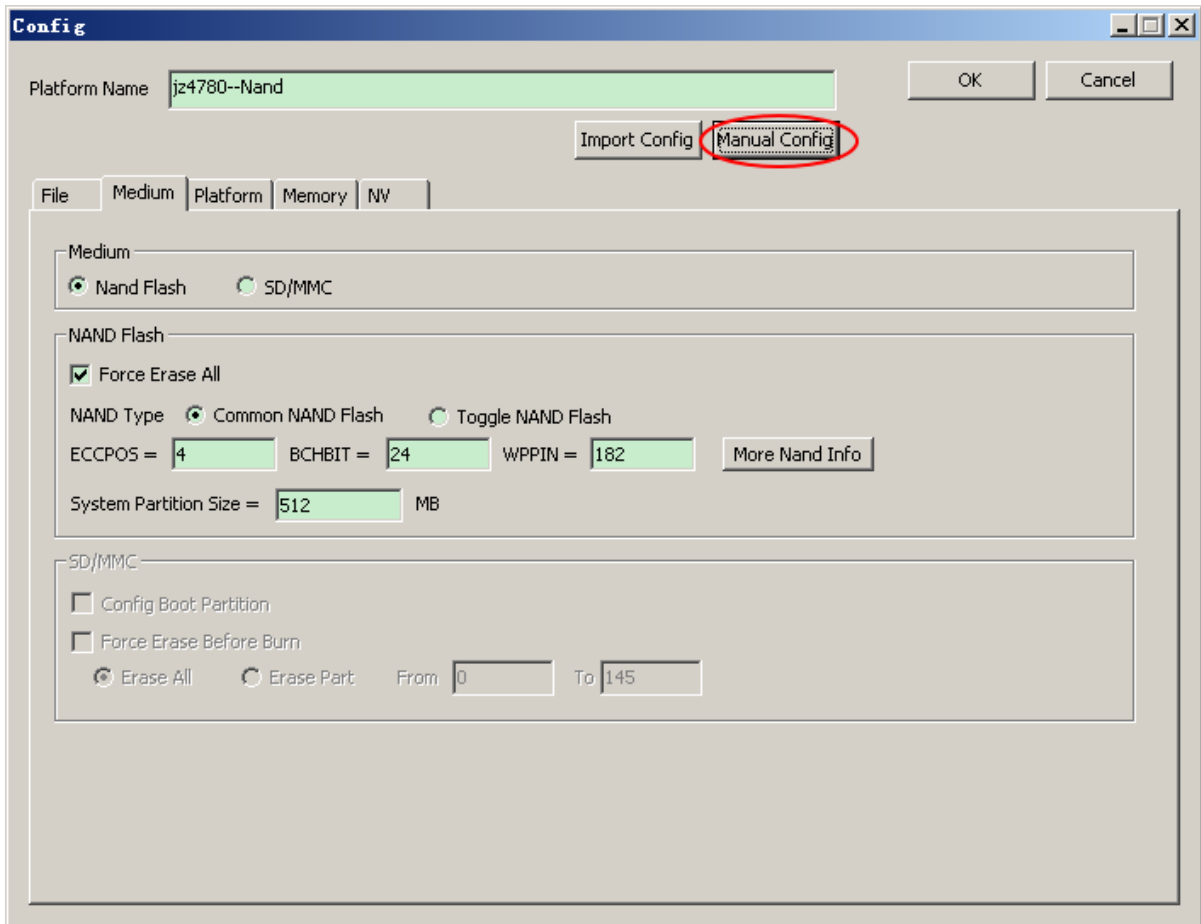 Config
Platform Name jz4780--Nand OK Cancel
Import Config Manual Config
File Medium Platform Memory NV
Medium
Nand Flash SD/MMC
NAND Flash
Force Erase All
NAND Type Common NAND Flash Toggle NAND Flash
ECCPOS = 4 BCHBIT = 24 WPPIN = 182 More Nand Info
System Partition Size = 512 MB
SD/MMC
Config Boot Partition
Force Erase Before Burn
Erase All Erase Part From 0 To 145